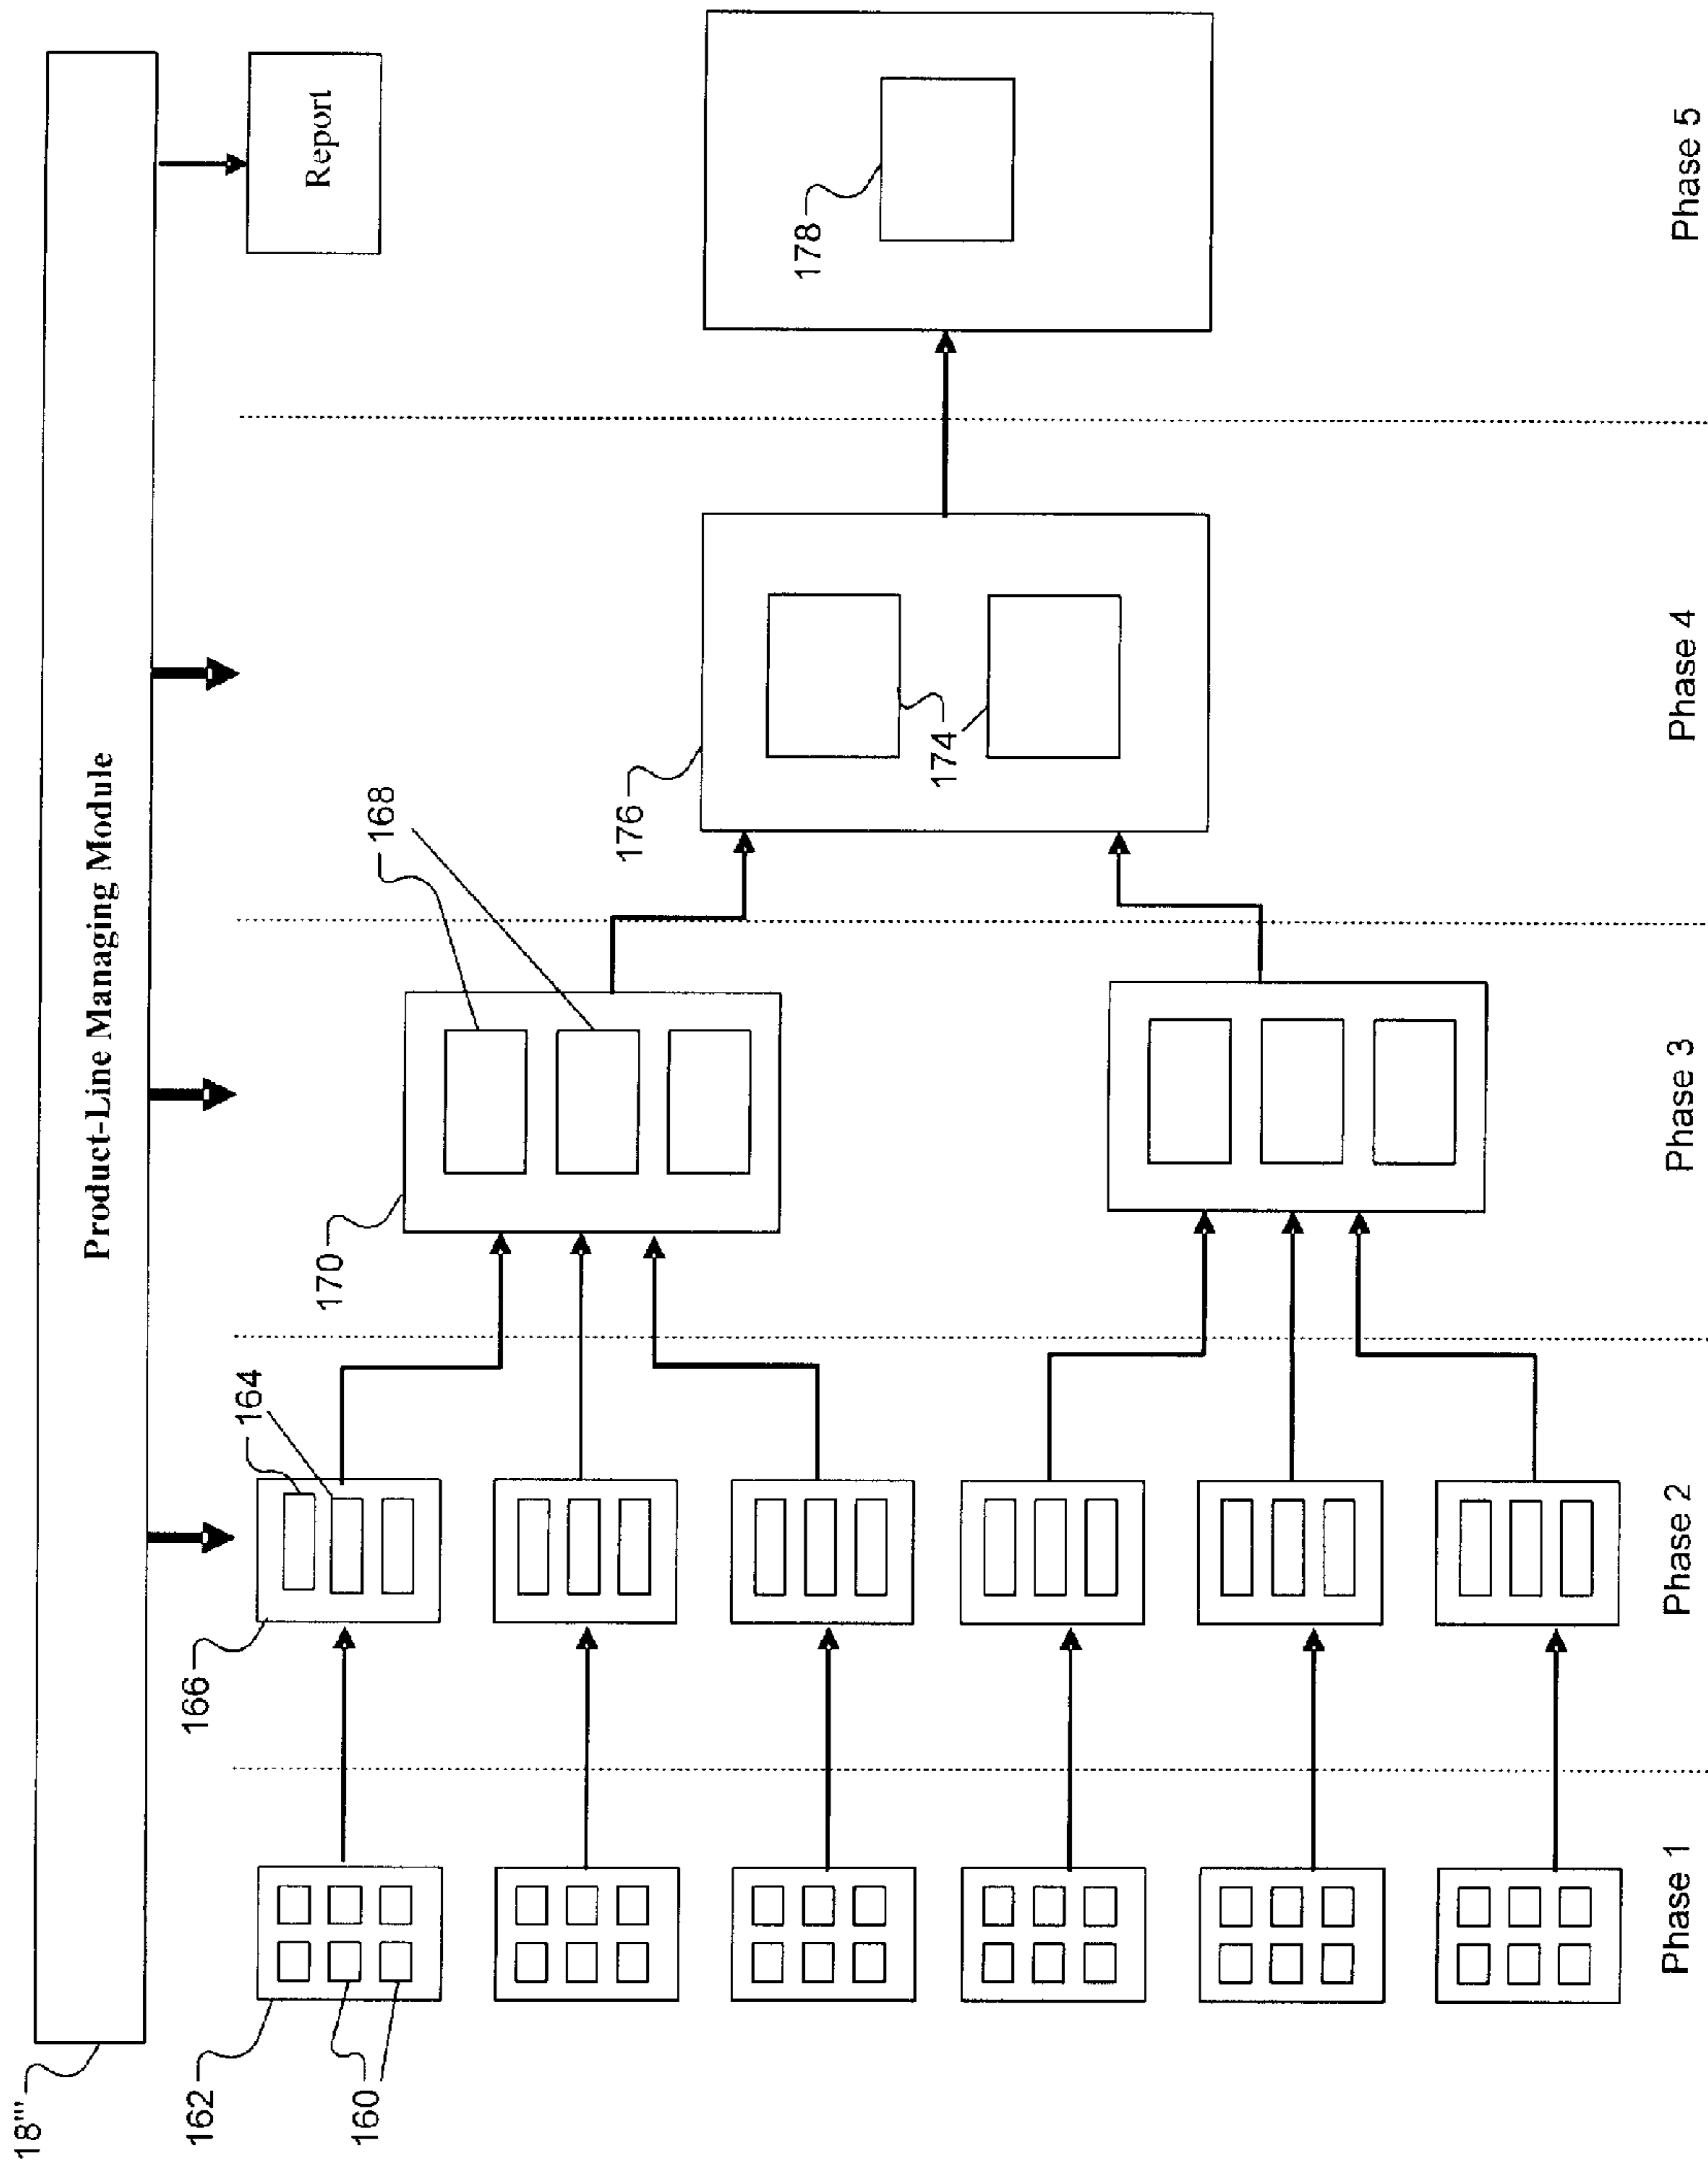 18'''
Product-Line Managing Module
Report
162
160
166
164
170
168
176
174
178
Phase 1
Phase 2
Phase 3
Phase 4
Phase 5